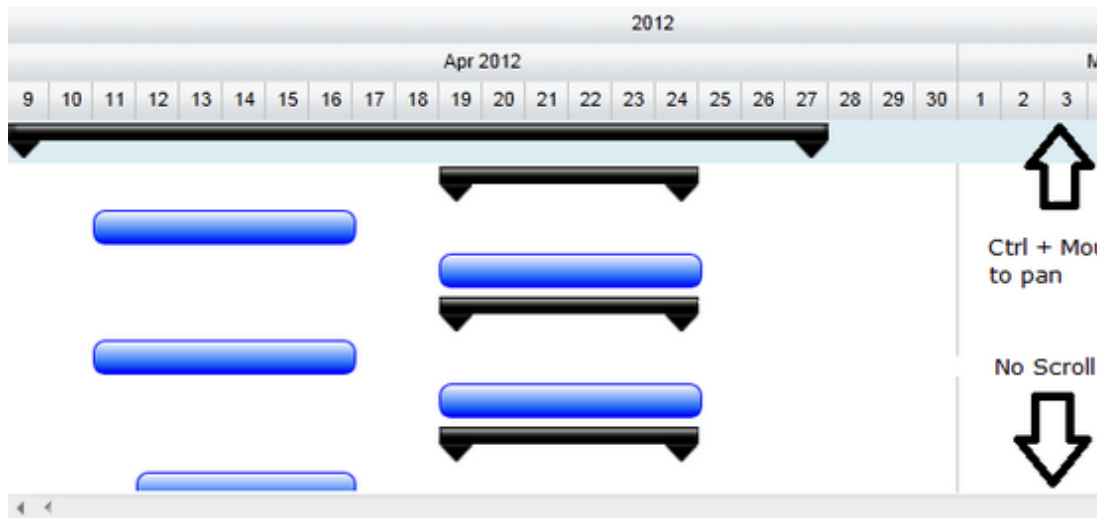 2012
Apr 2012 M
9 10 11 12 13 14 15 16 17 18 19 20 21 22 23 24 25 26 27 28 29 30 1 2 3
Ctrl + Mou
to pan
No Scroll